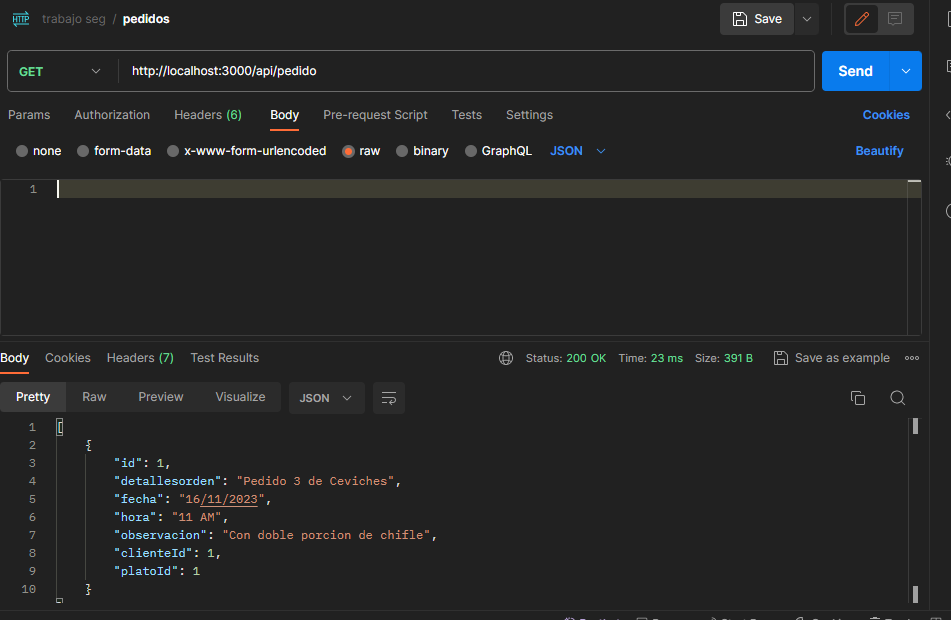 HTTP trabajo seg / pedidos Save
GET http://localhost:3000/api/pedido Send
Params Authorization Headers (6) Body Pre-request Script Tests Settings Cookies
none form-data x-www-form-urlencoded raw binary GraphQL JSON Beautify
1
Body Cookies Headers (7) Test Results Status: 200 OK Time: 23 ms Size: 391 B Save as example
Pretty Raw Preview Visualize JSON
1 [
2 {
3 "id": 1,
4 "detallesorden": "Pedido 3 de Ceviches",
5 "fecha": "16/11/2023",
6 "hora": "11 AM",
7 "observacion": "Con doble porcion de chifle",
8 "clienteId": 1,
9 "platoId": 1
10 }